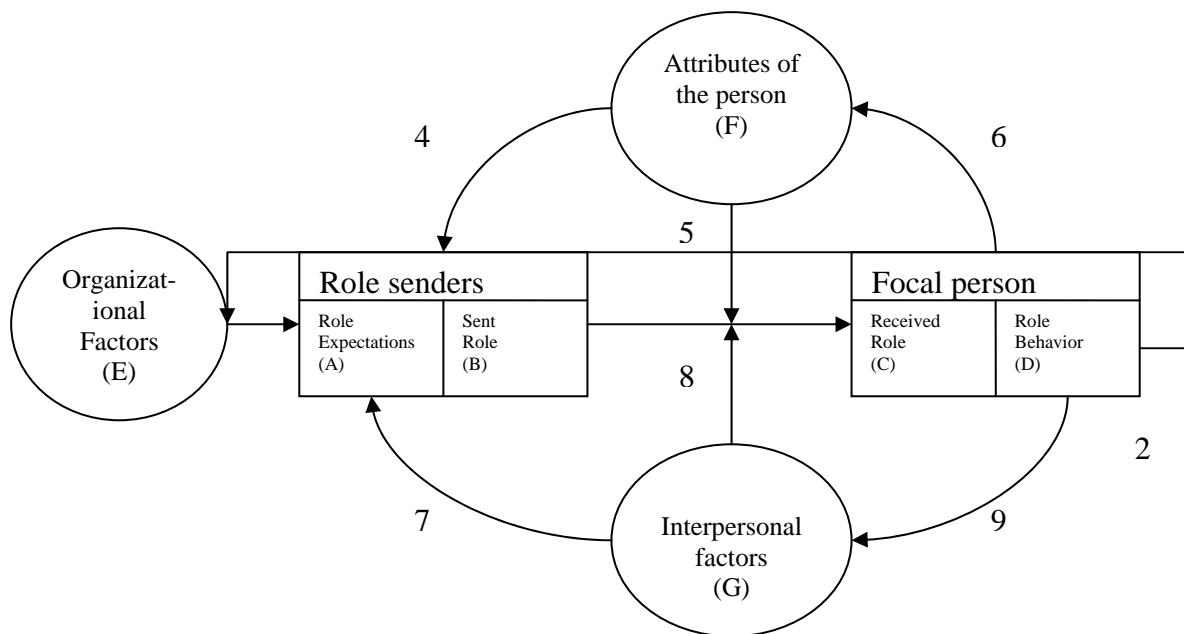 Attributes of
the person
(F)
4
6
5
Organizat-
ional
Factors
(E)
Role senders
Role
Expectations
(A)
Sent
Role
(B)
Focal person
Received
Role
(C)
Role
Behavior
(D)
8
2
7
9
Interpersonal
factors
(G)